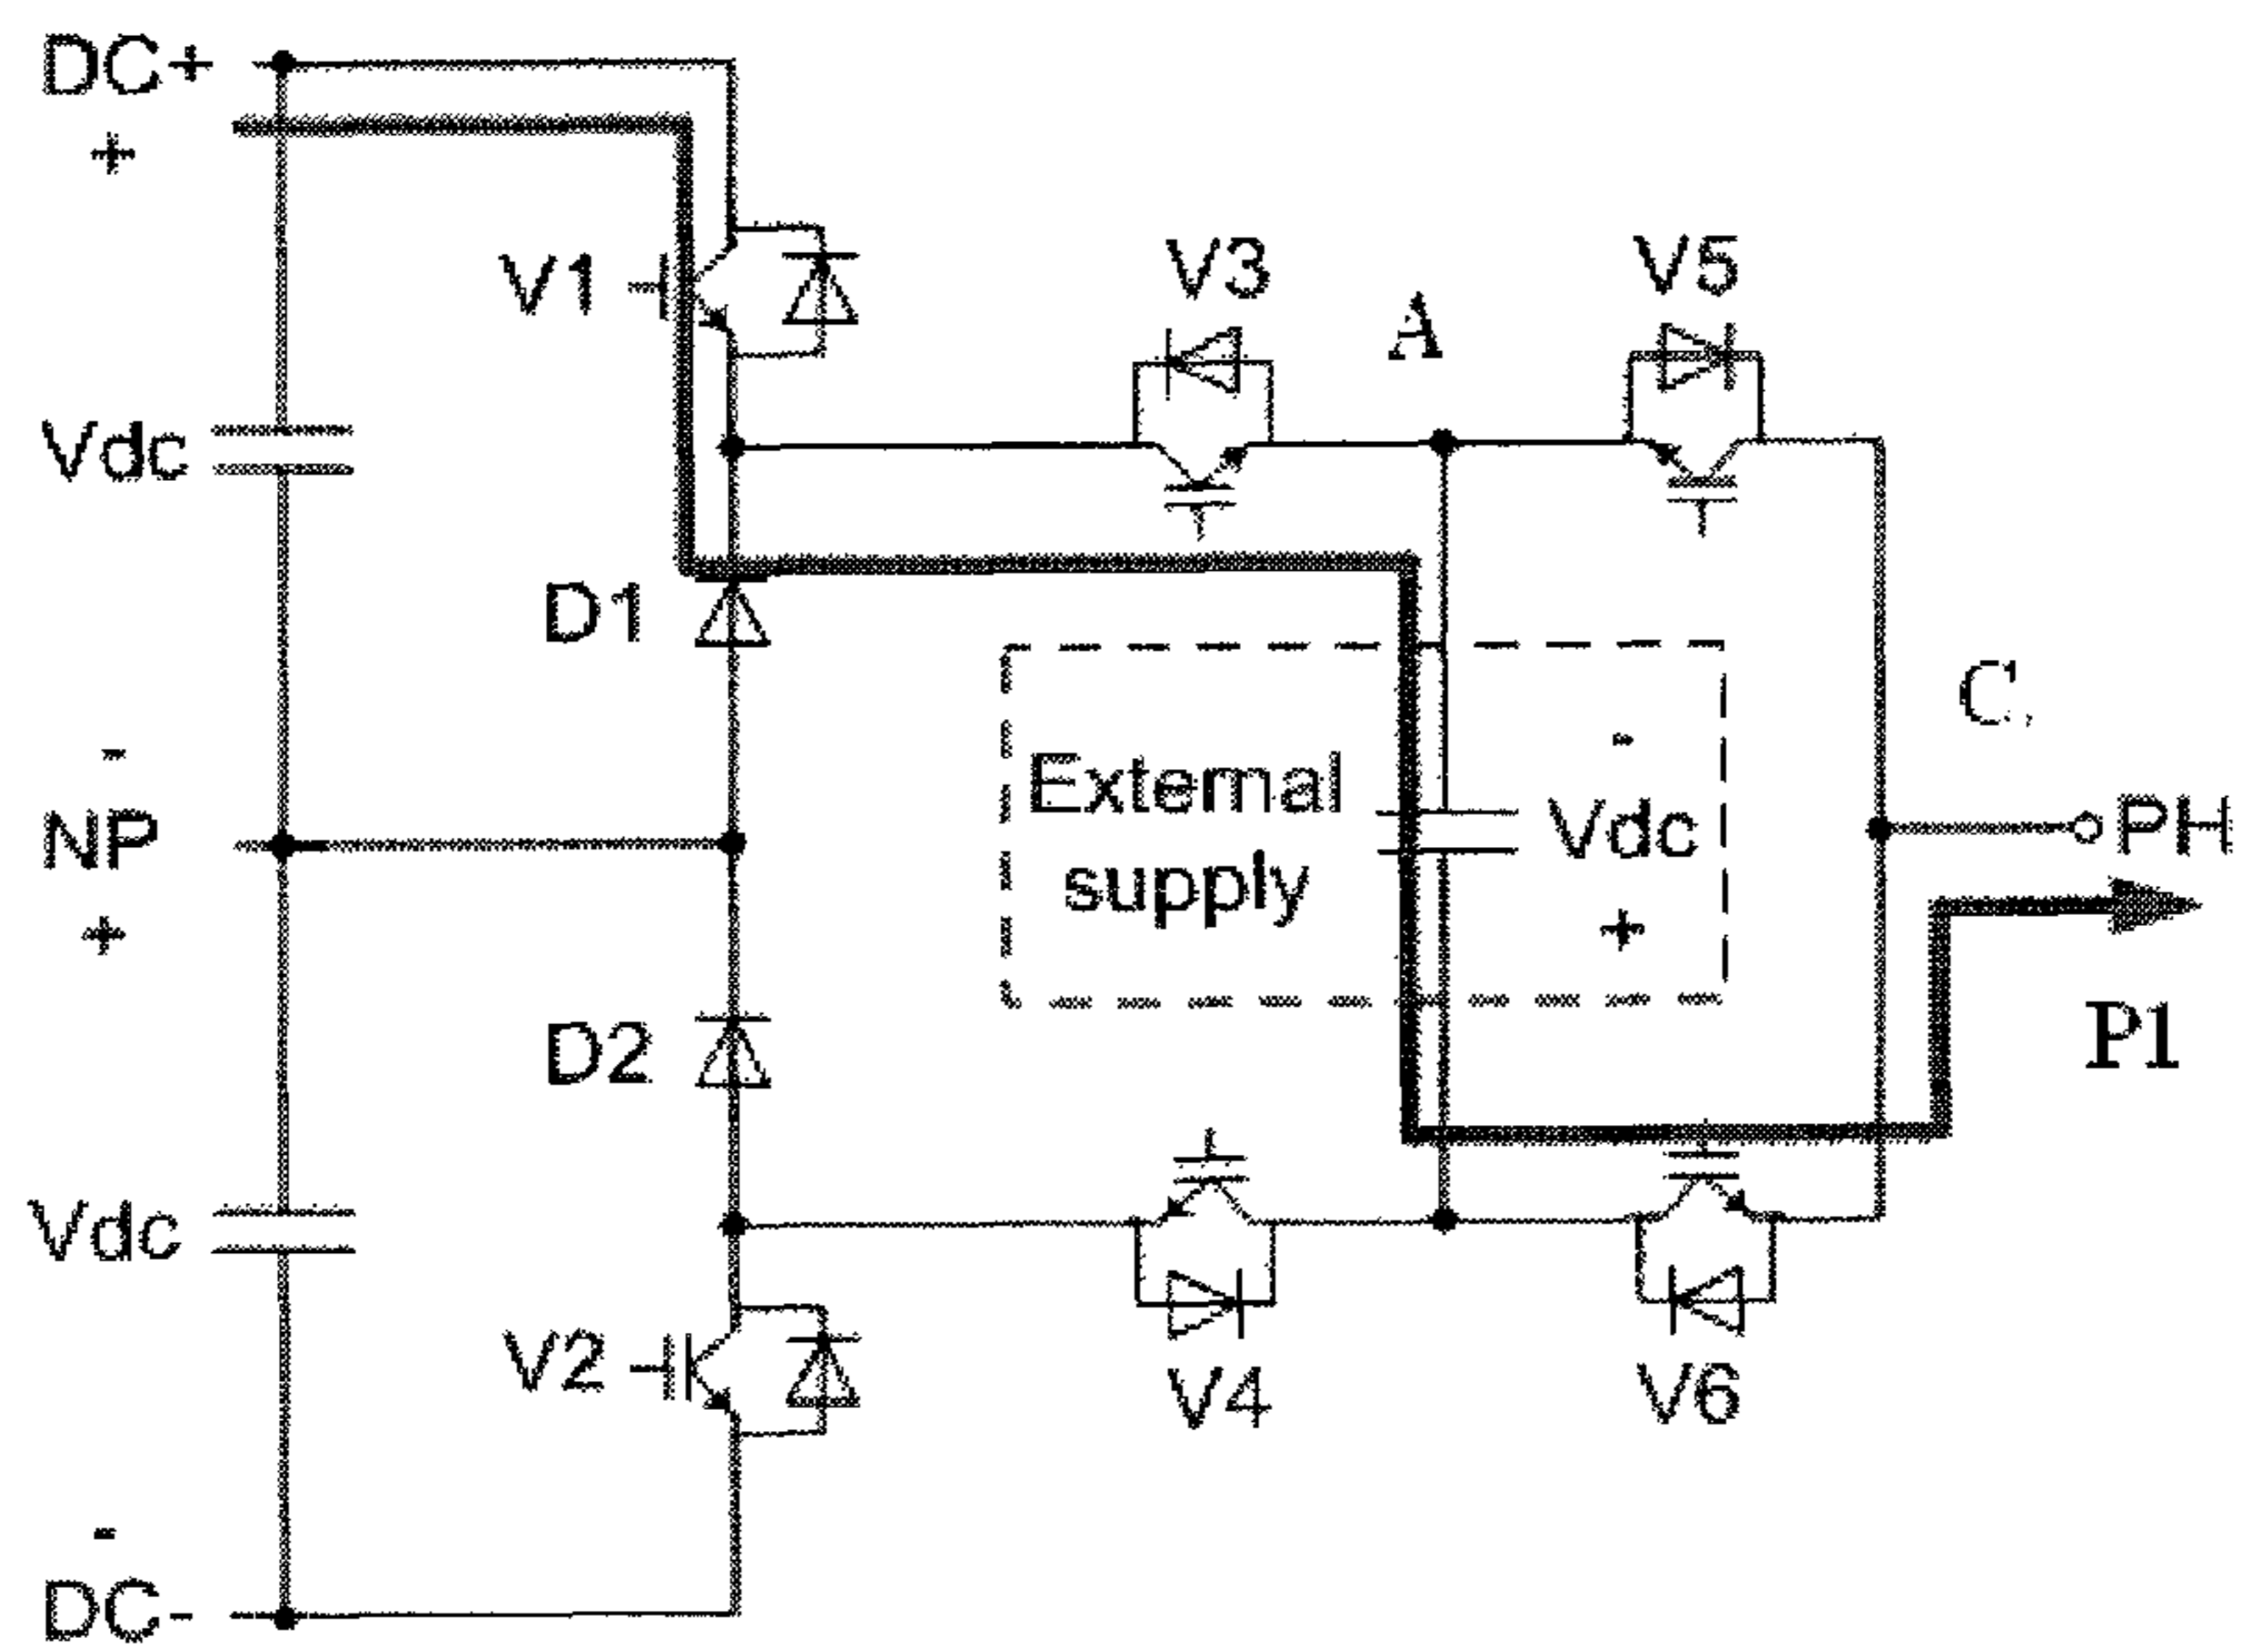 DC+
+
V1
V3
A
V5
Vdc
D1
-
NP
+
External
supply
-
Vdc
+
C
PH
P1
D2
Vdc
V2
V4
V6
-
DC-